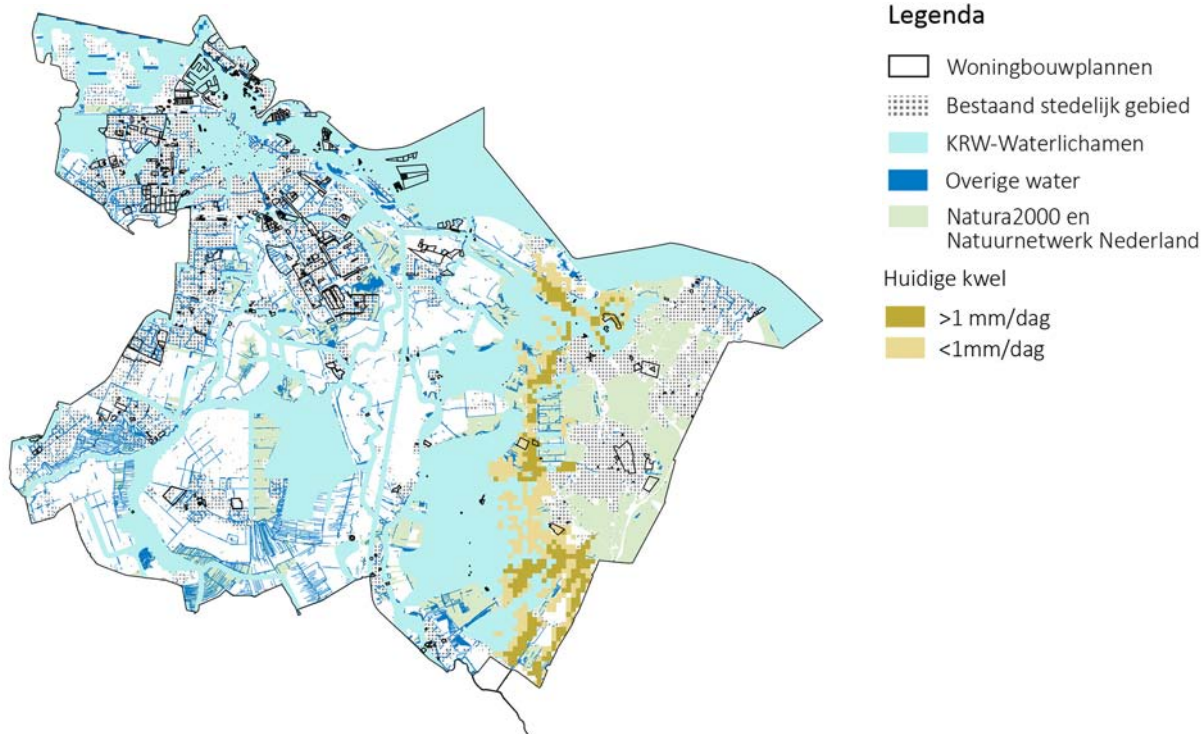 Legenda
Woningbouwplannen
Bestaand stedelijk gebied
KRW-Waterlichamen
Overige water
Natura2000 en
Natuurnetwerk Nederland
Huidige kwel
>1 mm/dag
<1mm/dag